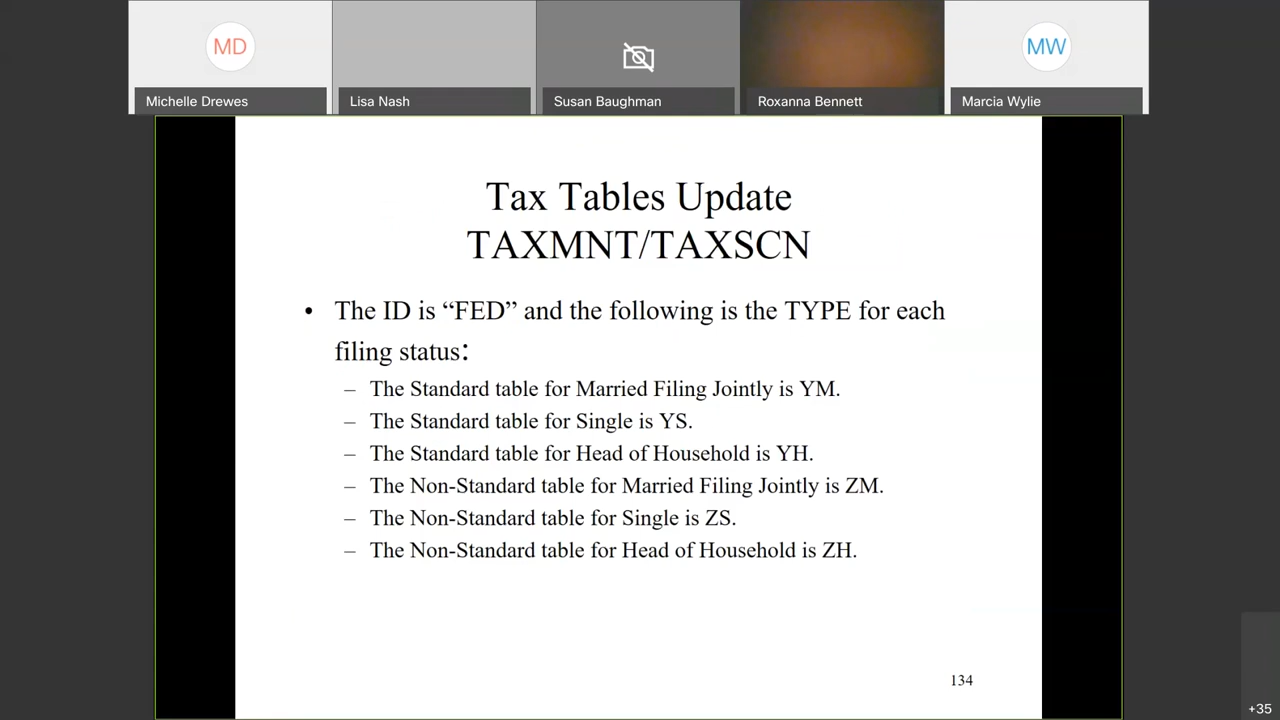 MD
MW
Michelle Drewes
Lisa Nash
Susan Baughman
Roxanna Bennett
Marcia Wylie
Tax Tables Update
TAXMNT/TAXSCN
• The ID is “FED” and the following is the TYPE for each
filing status:
– The Standard table for Married Filing Jointly is YM.
– The Standard table for Single is YS.
– The Standard table for Head of Household is YH.
– The Non-Standard table for Married Filing Jointly is ZM.
– The Non-Standard table for Single is ZS.
– The Non-Standard table for Head of Household is ZH.
134
+35